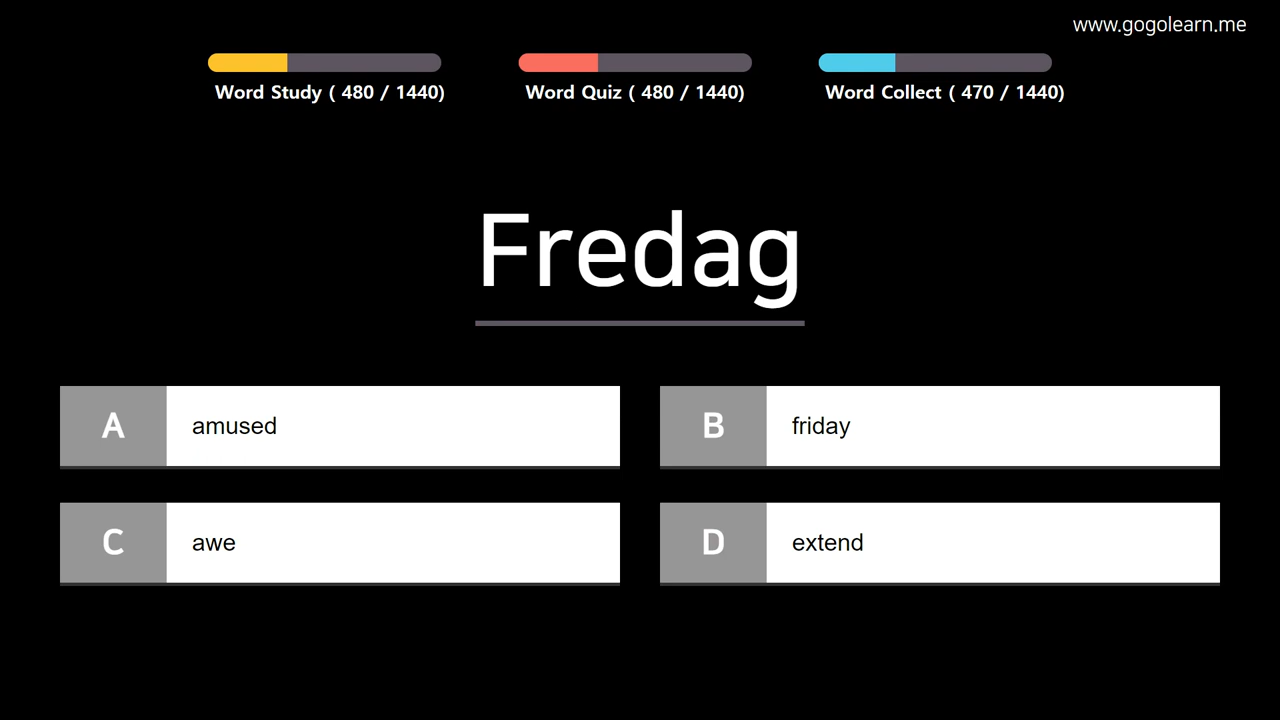 www.gogolearn.me
Word Study ( 480 / 1440)
Word Quiz ( 480 / 1440)
Word Collect ( 470 / 1440)
Fredag
A amused
B friday
C awe
D extend